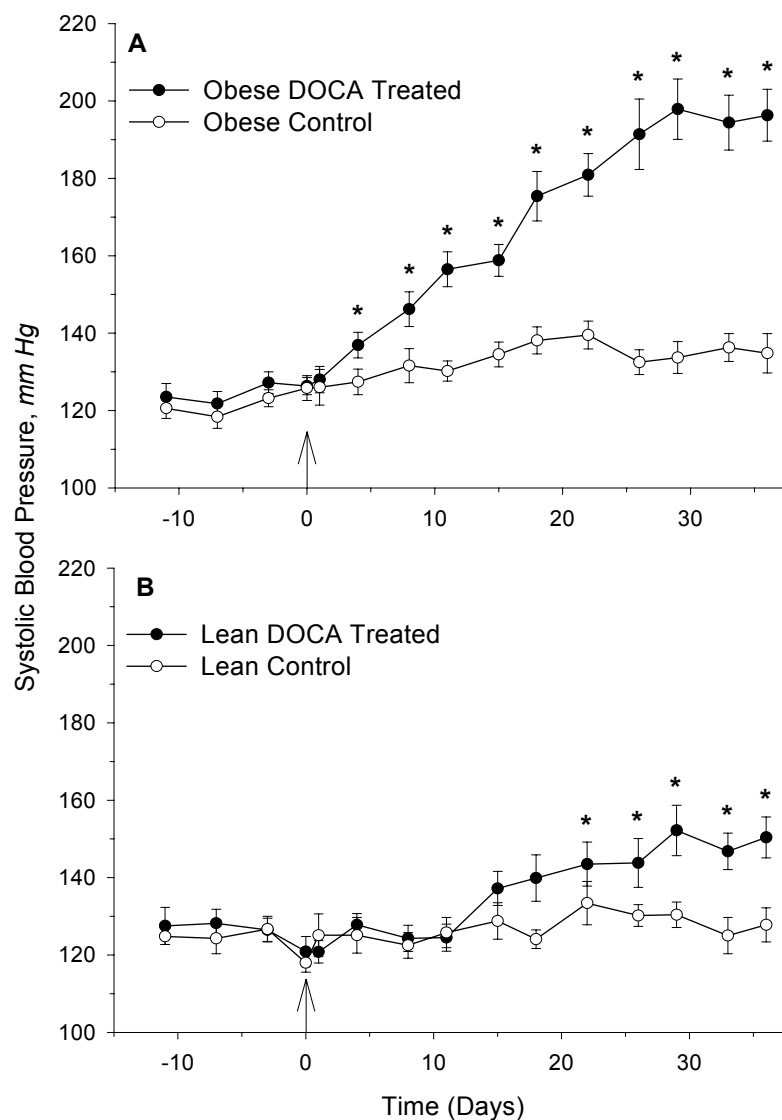 A
Obese DOCA Treated
Obese Control
220
200
180
160
140
120
100
* * * * * * * * * *
-10 0 10 20 30
Systolic Blood Pressure, mm Hg
B
Lean DOCA Treated
Lean Control
220
200
180
160
140
120
100
* * * * *
-10 0 10 20 30
Time (Days)